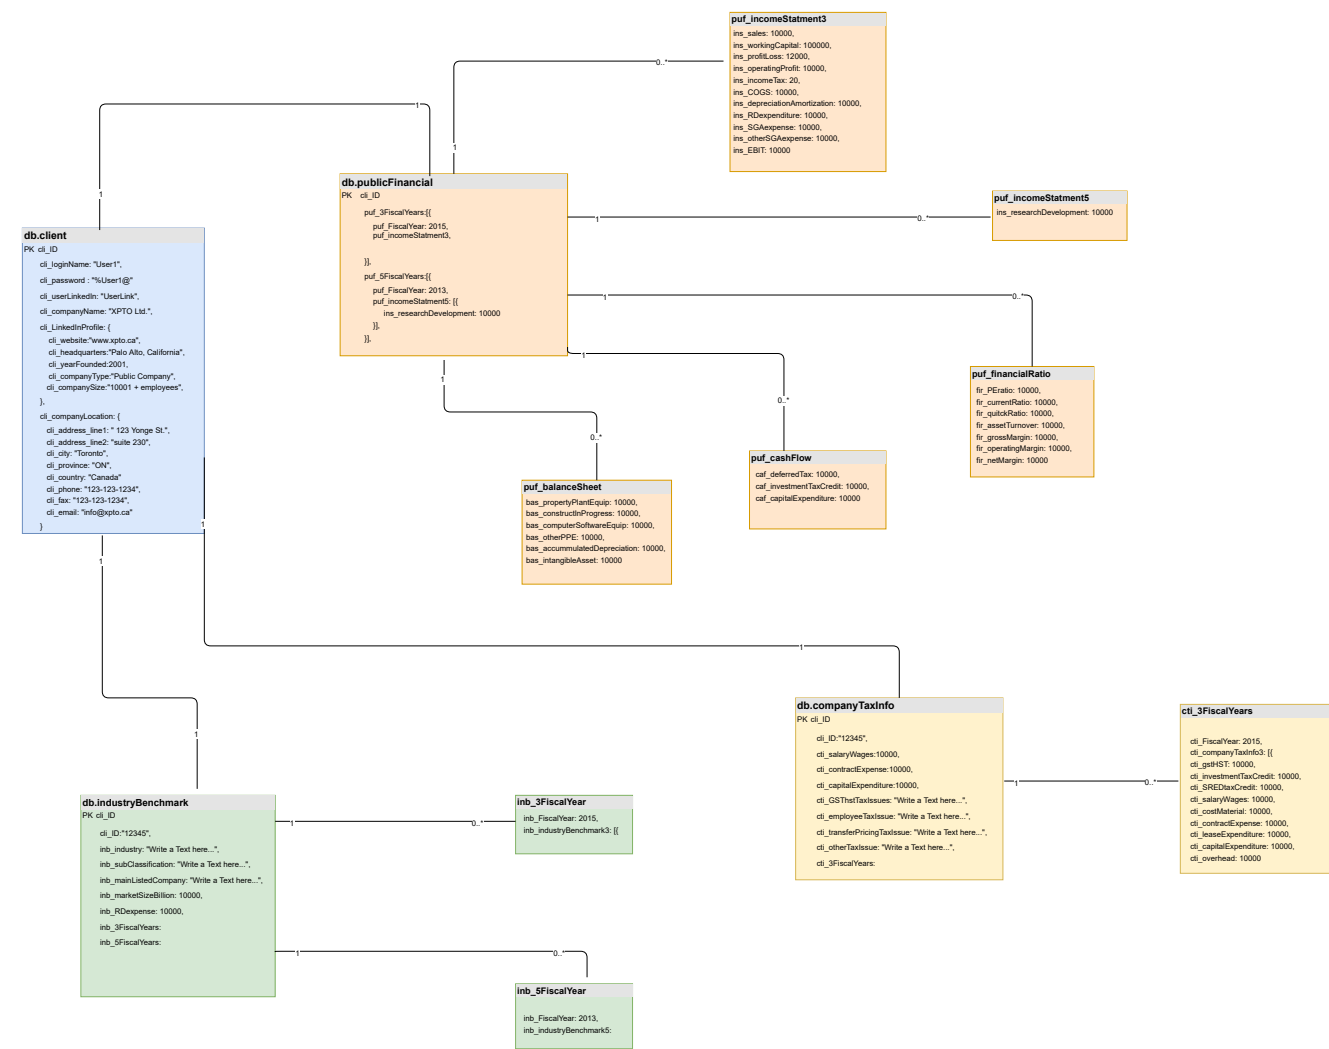 puf_incomeStatment3
ins_sales: 10000,
ins_workingCapital: 100000,
ins_profitLoss: 12000,
ins_operatingProfit: 10000,
ins_incomeTax: 20,
ins_COGS: 10000,
ins_depreciationAmortization: 10000,
ins_RDexpenditure: 10000,
ins_SGAexpense: 10000,
ins_otherSGAexpense: 10000,
ins_EBIT: 10000
0..*
1
1
1
db.publicFinancial
PK cli_ID
puf_3FiscalYears:[{
puf_FiscalYear: 2015,
puf_incomeStatment3,
}],
puf_5FiscalYears:[{
puf_FiscalYear: 2013,
puf_incomeStatment5: [{
ins_researchDevelopment: 10000
}],
}],
1
0..*
puf_incomeStatment5
ins_researchDevelopment: 10000
1
0..*
1
0..*
1
0..*
puf_financialRatio
fir_PEratio: 10000,
fir_currentRatio: 10000,
fir_quitckRatio: 10000,
fir_assetTurnover: 10000,
fir_grossMargin: 10000,
fir_operatingMargin: 10000,
fir_netMargin: 10000
puf_cashFlow
caf_deferredTax: 10000,
caf_investmentTaxCredit: 10000,
caf_capitalExpenditure: 10000
puf_balanceSheet
bas_propertyPlantEquip: 10000,
bas_constructInProgress: 10000,
bas_computerSoftwareEquip: 10000,
bas_otherPPE: 10000,
bas_accummulatedDepreciation: 10000,
bas_intangibleAsset: 10000
db.client
PK cli_ID
cli_loginName: "User1",
cli_password : "%User1@"
cli_userLinkedIn: "UserLink",
cli_companyName: "XPTO Ltd.",
cli_LinkedInProfile: {
cli_website:"www.xpto.ca",
cli_headquarters:"Palo Alto, California",
cli_yearFounded:2001,
cli_companyType:"Public Company",
cli_companySize:"10001 + employees",
},
cli_companyLocation: {
cli_address_line1: " 123 Yonge St.",
cli_address_line2: "suite 230",
cli_city: "Toronto",
cli_province: "ON",
cli_country: "Canada"
cli_phone: "123-123-1234",
cli_fax: "123-123-1234",
cli_email: "info@xpto.ca"
}
1
1
1
1
db.companyTaxInfo
PK cli_ID
cli_ID:"12345",
cti_salaryWages:10000,
cti_contractExpense:10000,
cti_capitalExpenditure:10000,
cti_GSThstTaxIssues: "Write a Text here...",
cti_employeeTaxIssue: "Write a Text here...",
cti_transferPricingTaxIssue: "Write a Text here...",
cti_otherTaxIssue: "Write a Text here...",
cti_3FiscalYears:
1
0..*
cti_3FiscalYears
cti_FiscalYear: 2015,
cti_companyTaxInfo3: [{
cti_gstHST: 10000,
cti_investmentTaxCredit: 10000,
cti_SREDtaxCredit: 10000,
cti_salaryWages: 10000,
cti_costMaterial: 10000,
cti_contractExpense: 10000,
cti_leaseExpenditure: 10000,
cti_capitalExpenditure: 10000,
cti_overhead: 10000
db.industryBenchmark
PK cli_ID
cli_ID:"12345",
inb_industry: "Write a Text here...",
inb_subClassification: "Write a Text here...",
inb_mainListedCompany: "Write a Text here...",
inb_marketSizeBillion: 10000,
inb_RDexpense: 10000,
inb_3FiscalYears:
inb_5FiscalYears:
1
0..*
inb_3FiscalYear
inb_FiscalYear: 2015,
inb_industryBenchmark3: [{
1
0..*
inb_5FiscalYear
inb_FiscalYear: 2013,
inb_industryBenchmark5: